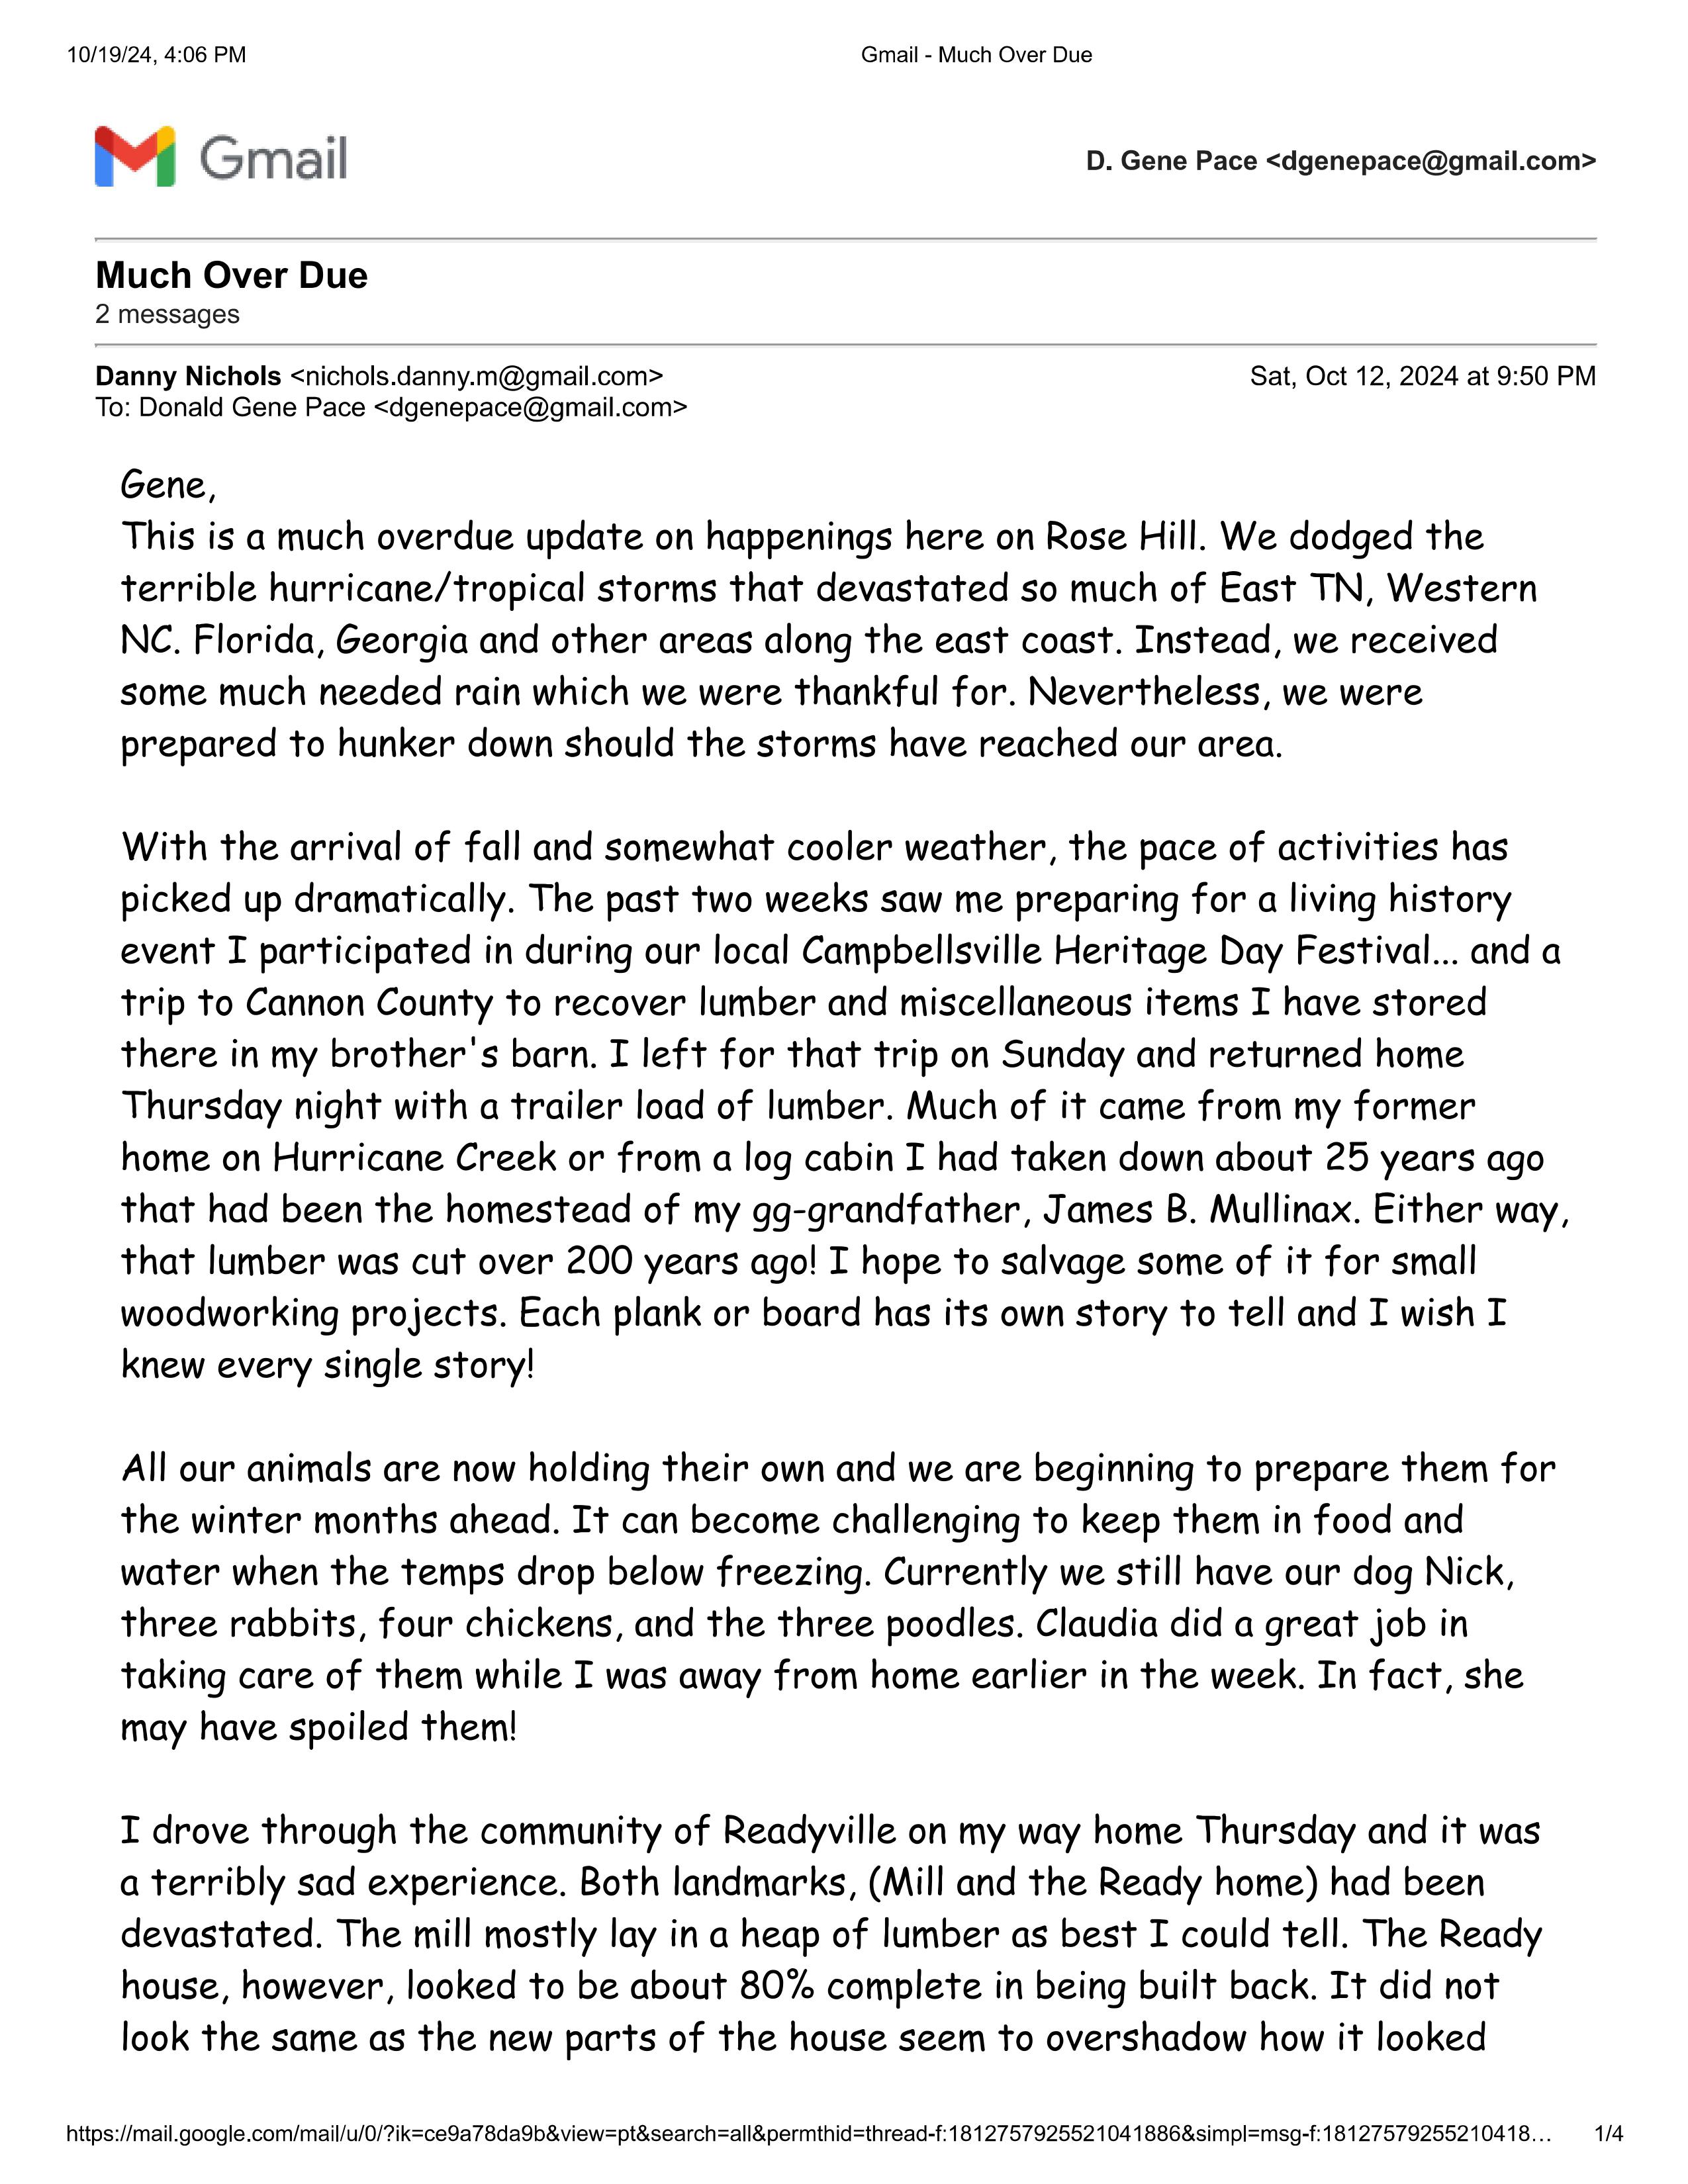 10/19/24, 4:06 PM
Gmail - Much Over Due
Gmail
D. Gene Pace <dgenepace@gmail.com>
Much Over Due
2 messages
Danny Nichols <nichols.danny.m@gmail.com>
Sat, Oct 12, 2024 at 9:50 PM
To: Donald Gene Pace <dgenepace@gmail.com>
Gene,
This is a much overdue update on happenings here on Rose Hill. We dodged the
terrible hurricane/tropical storms that devastated so much of East TN, Western
NC. Florida, Georgia and other areas along the east coast. Instead, we received
some much needed rain which we were thankful for. Nevertheless, we were
prepared to hunker down should the storms have reached our area.
With the arrival of fall and somewhat cooler weather, the pace of activities has
picked up dramatically. The past two weeks saw me preparing for a living history
event I participated in during our local Campbellsville Heritage Day Festival... and a
trip to Cannon County to recover lumber and miscellaneous items I have stored
there in my brother's barn. I left for that trip on Sunday and returned home
Thursday night with a trailer load of lumber. Much of it came from my former
home on Hurricane Creek or from a log cabin I had taken down about 25 years ago
that had been the homestead of my gg-grandfather, James B. Mullinax. Either way,
that lumber was cut over 200 years ago! I hope to salvage some of it for small
woodworking projects. Each plank or board has its own story to tell and I wish I
knew every single story!
All our animals are now holding their own and we are beginning to prepare them for
the winter months ahead. It can become challenging to keep them in food and
water when the temps drop below freezing. Currently we still have our dog Nick,
three rabbits, four chickens, and the three poodles. Claudia did a great job in
taking care of them while I was away from home earlier in the week. In fact, she
may have spoiled them!
I drove through the community of Readyville on my way home Thursday and it was
a terribly sad experience. Both landmarks, (Mill and the Ready home) had been
devastated. The mill mostly lay in a heap of lumber as best I could tell. The Ready
house, however, looked to be about 80% complete in being built back. It did not
look the same as the new parts of the house seem to overshadow how it looked
https://mail.google.com/mail/u/0/?ik=ce9a78da9b&view=pt&search=all&permthid=thread-f:1812757925521041886&simpl=msg-f:18127579255210418…
1/4